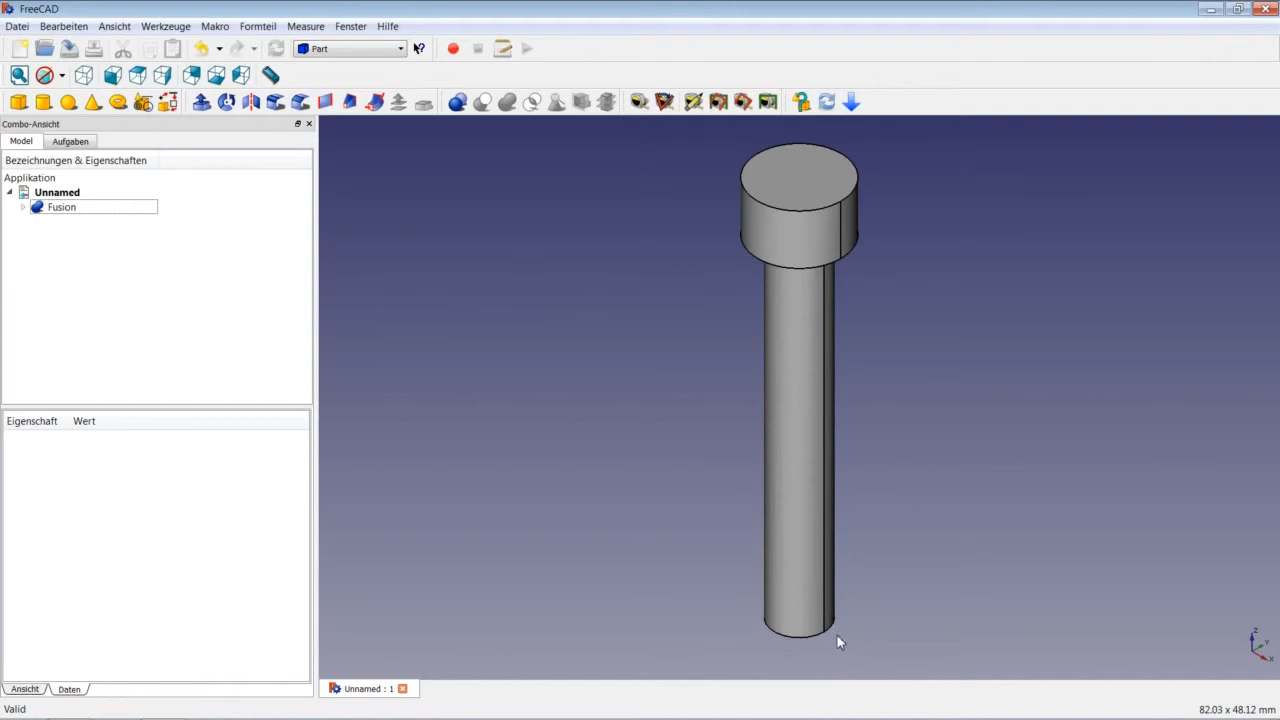 FreeCAD
Datei Bearbeiten Ansicht Werkzeuge Makro Formteil Measure Fenster Hilfe
Part
Combo-Ansicht
Model Aufgaben
Bezeichnungen & Eigenschaften
Applikation
Unnamed
Fusion
Eigenschaft Wert
Z
Y
X
Ansicht Daten
Unnamed : 1
Valid
82.03 x 48.12 mm